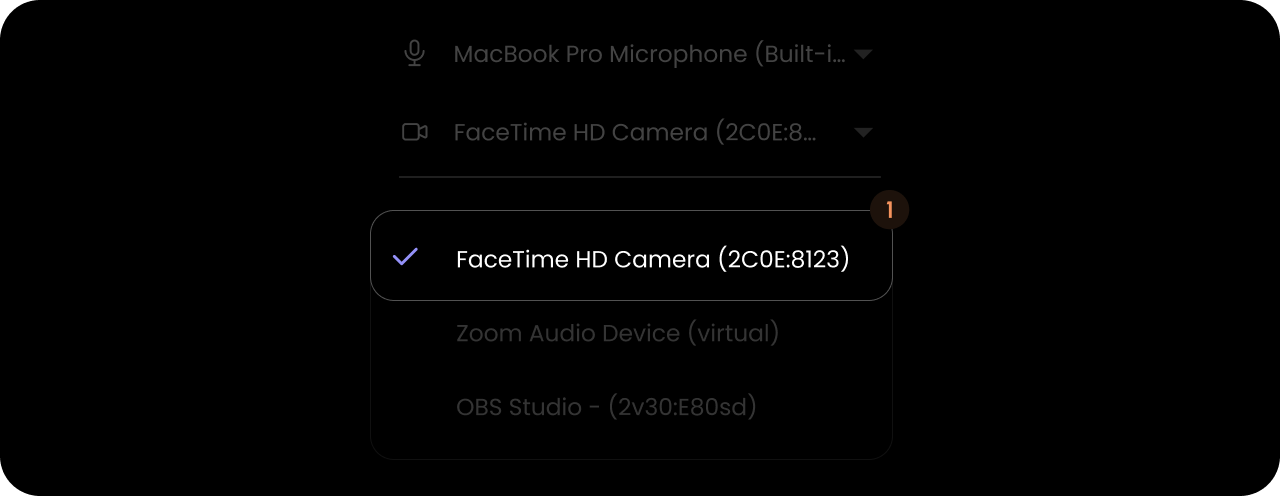 MacBook Pro Microphone (Built-i...
FaceTime HD Camera (2C0E:8...
1
FaceTime HD Camera (2C0E:8123)
Zoom Audio Device (virtual)
OBS Studio - (2v30:E80sd)